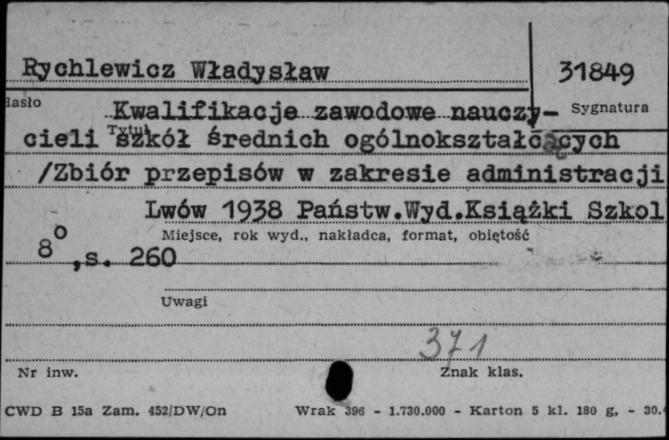 Rychlewicz Władysław 31849
Hasło Kwalifikacje zawodowe nauczy- Sygnatura
Tytuł
cieli szkół średnich ogólnokształcących
/Zbiór przepisów w zakresie administracji
Lwów 1938 Państw.Wyd.Książki Szkol
Miejsce, rok wyd., nakładca, format, objętość
8°,s. 260
Uwagi
371
Nr inw. Znak klas.
CWD B 15a Zam. 452/DW/On Wrak 396 - 1.730.000 - Karton 5 kl. 180 g, - 30.